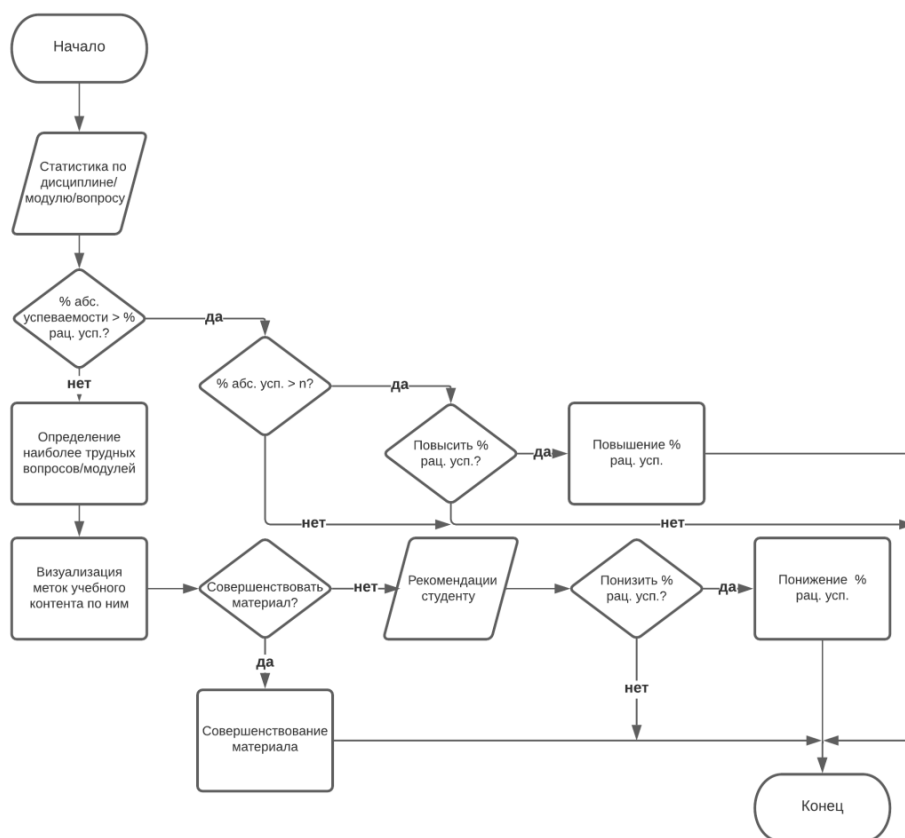 Начало
Статистика по
дисциплине/
модулю/вопросу
% абс.
успеваемости > %
рац. усп.?
да
нет
% абс. усп. > n?
да
нет
Повысить %
рац. усп.?
да
нет
Повышение %
рац. усп.
Определение
наиболее трудных
вопросов/модулей
Визуализация
меток учебного
контента по ним
Совершенствовать
материал?
нет
да
Рекомендации
студенту
Понизить %
рац. усп.?
да
нет
Понижение %
рац. усп.
Совершенствование
материала
Конец